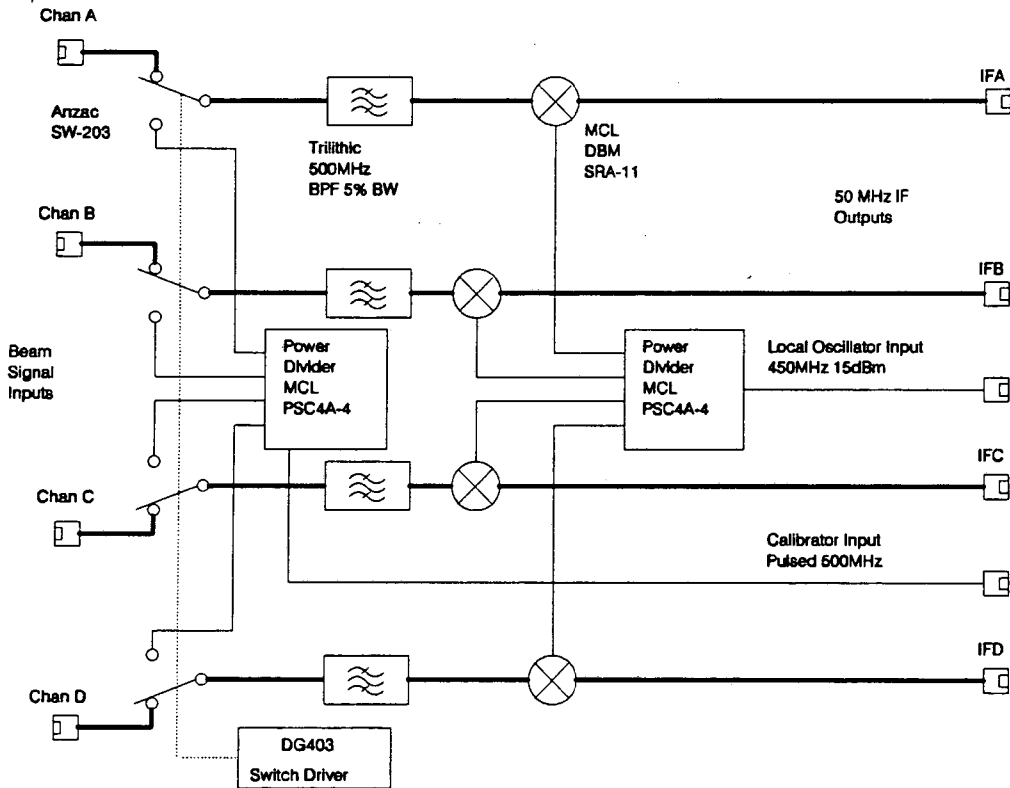 Chan A
IFA
Anzac
SW-203
MCL
DBM
SRA-11
Trilithic
500MHz
BPF 5% BW
50 MHz IF
Outputs
Chan B
IFB
Beam
Signal
Inputs
Power
Divider
MCL
PSC4A-4
Power
Divider
MCL
PSC4A-4
Local Oscillator Input
450MHz 15dBm
IFC
Chan C
Calibrator Input
Pulsed 500MHz
IFD
Chan D
DG403
Switch Driver